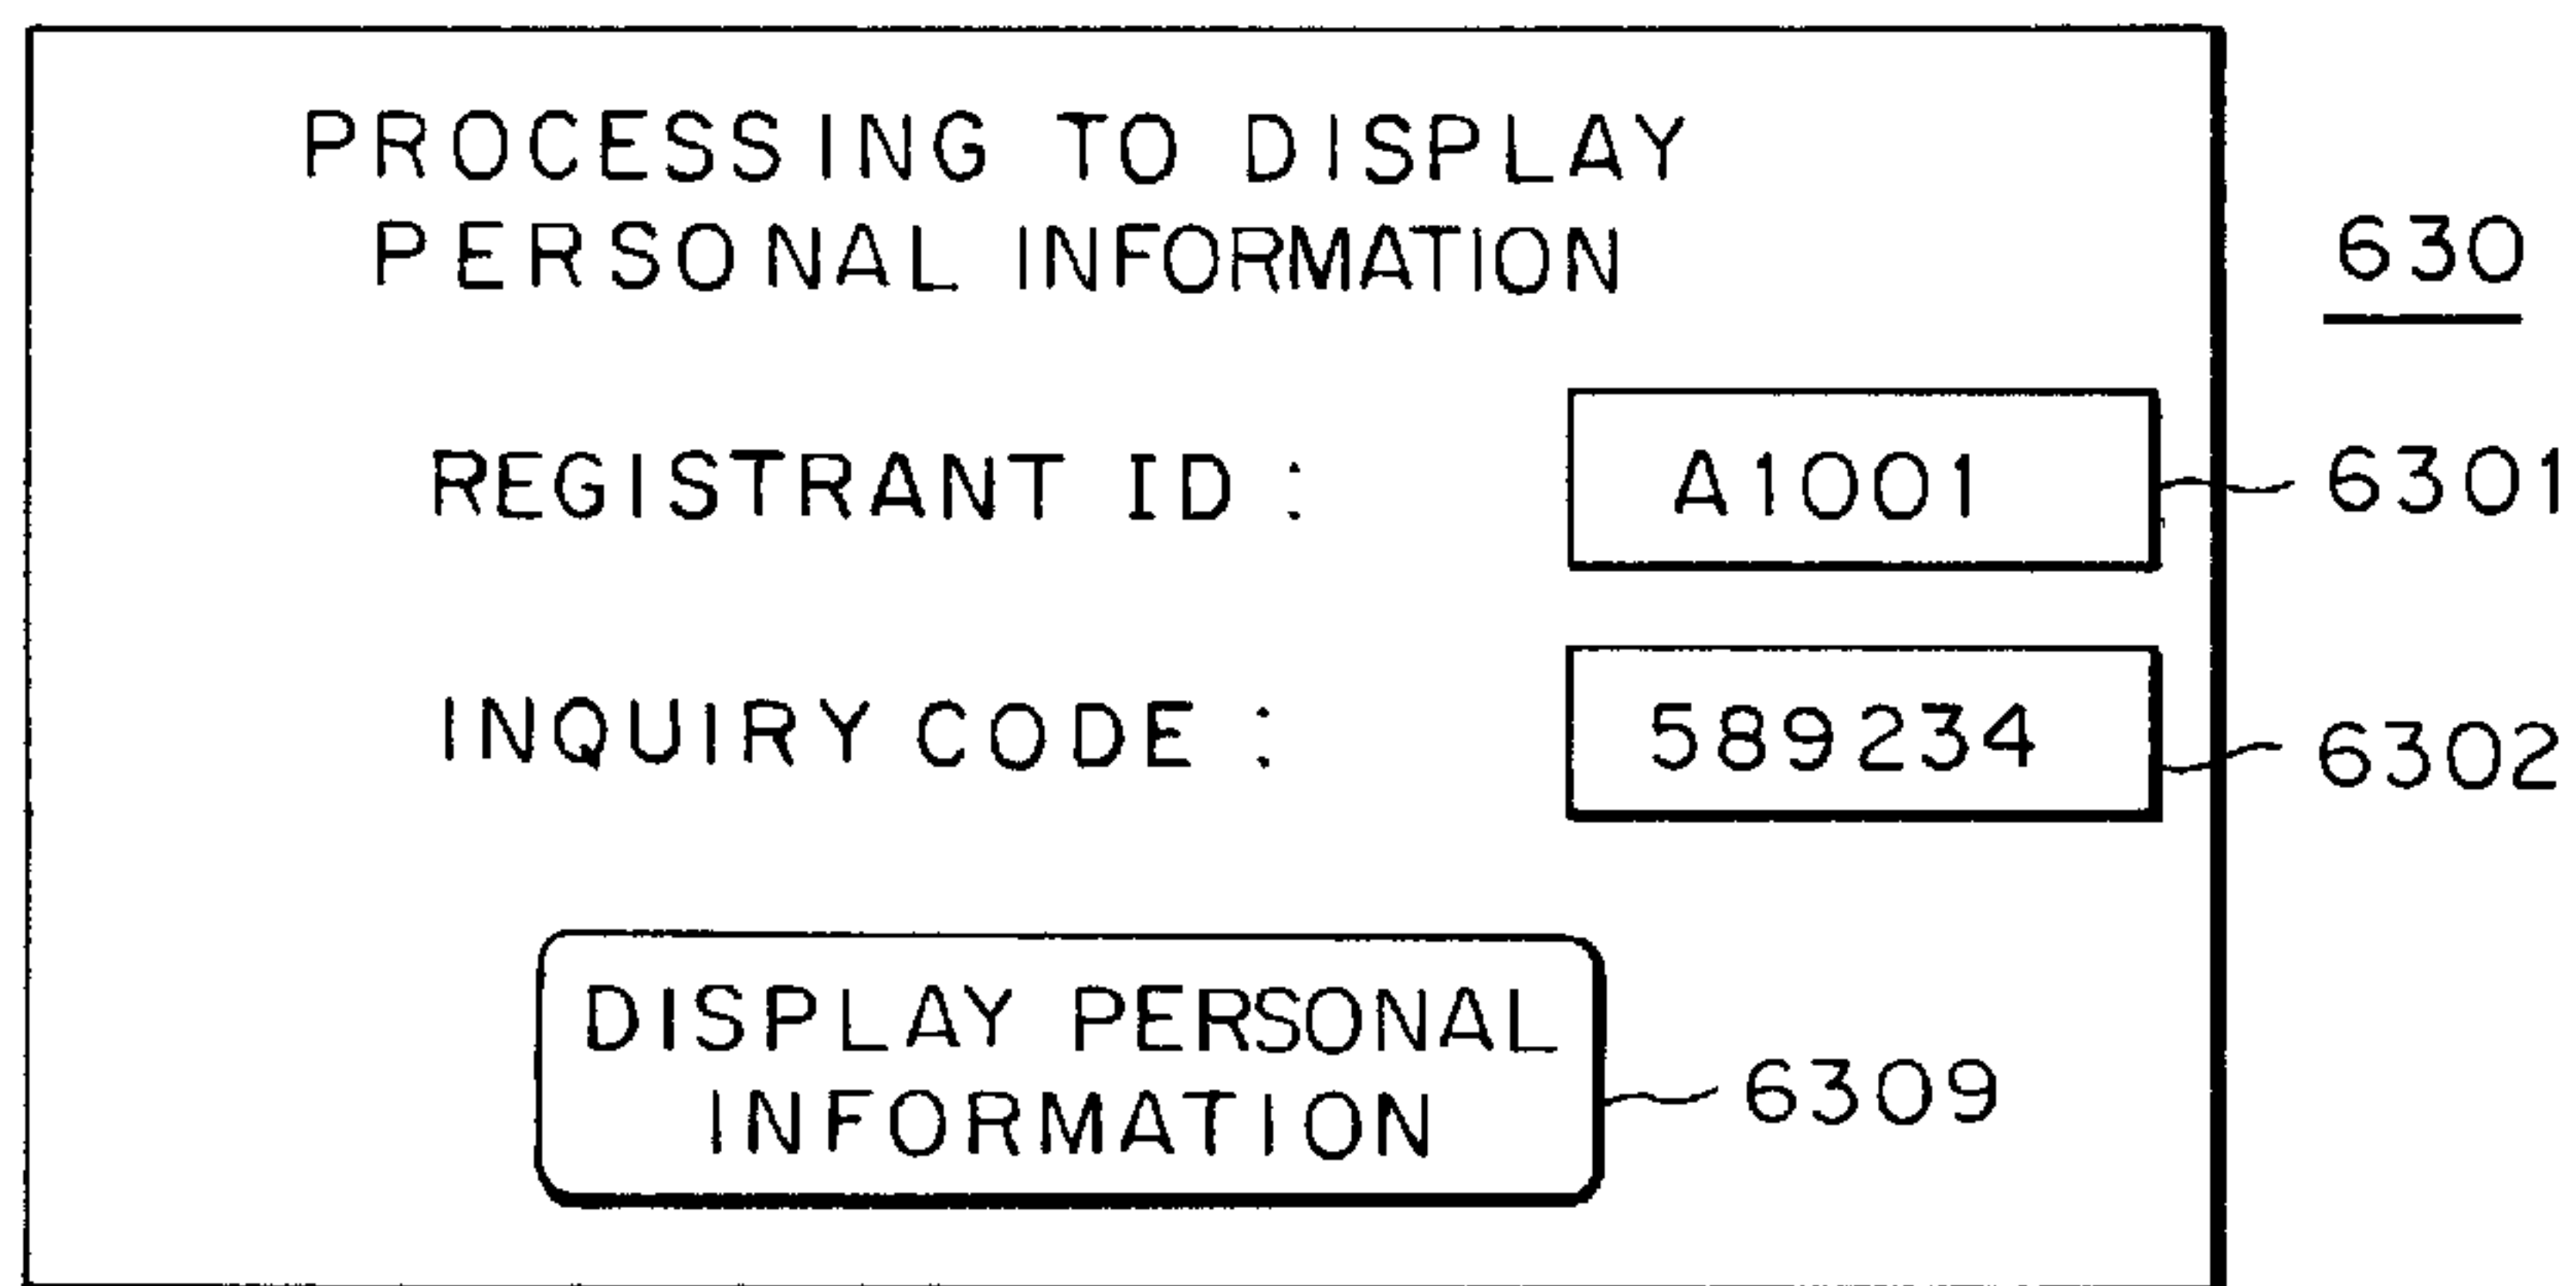 PROCESSING TO DISPLAY
PERSONAL INFORMATION
630
REGISTRANT ID : A1001 6301
INQUIRY CODE : 589234 6302
DISPLAY PERSONAL
INFORMATION
6309